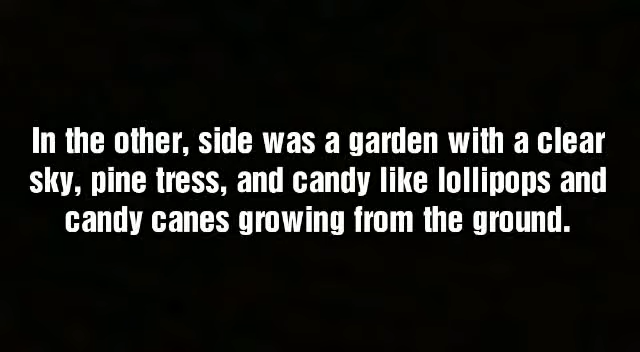 In the other, side was a garden with a clear
sky, pine tress, and candy like lollipops and
candy canes growing from the ground.